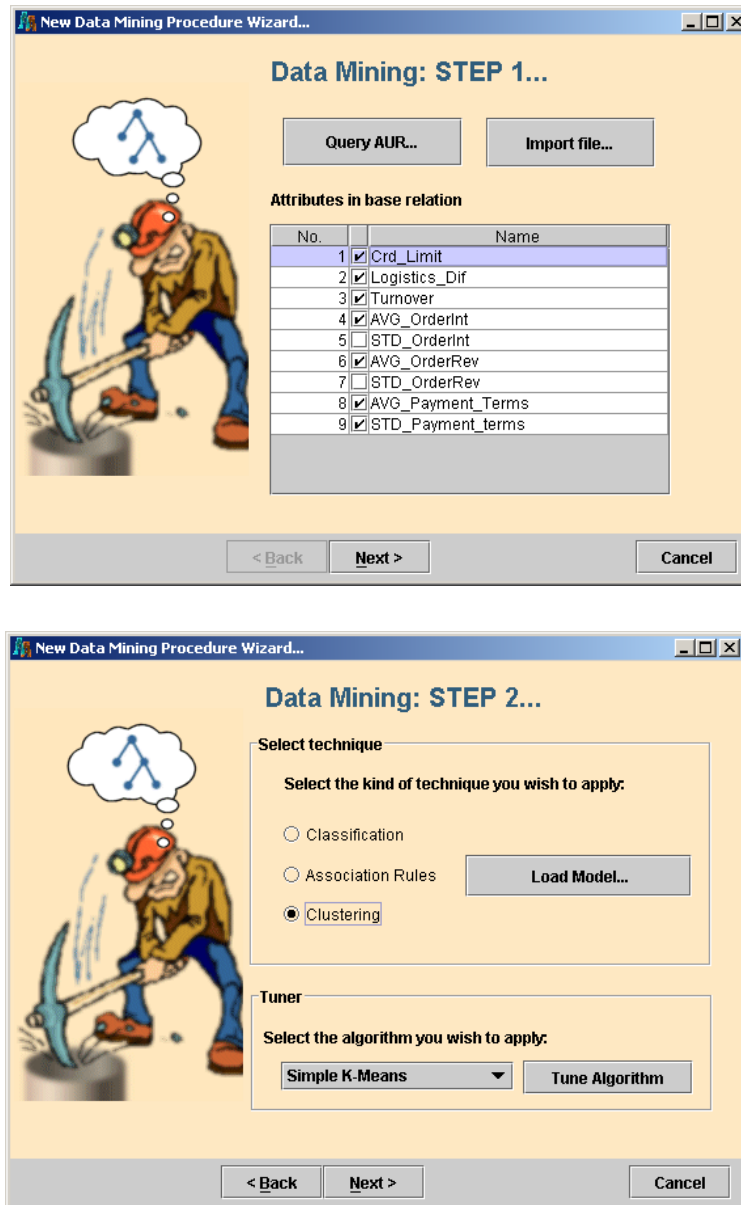 New Data Mining Procedure Wizard...
Data Mining: STEP 1...
Query AUR...
Import file...
Attributes in base relation
No. Name
1 Crd_Limit
2 Logistics_Dif
3 Turnover
4 AVG_OrderInt
5 STD_OrderInt
6 AVG_OrderRev
7 STD_OrderRev
8 AVG_Payment_Terms
9 STD_Payment_terms
< Back Next > Cancel
New Data Mining Procedure Wizard...
Data Mining: STEP 2...
Select technique
Select the kind of technique you wish to apply:
Classification
Association Rules
Load Model...
Clustering
Tuner
Select the algorithm you wish to apply:
Simple K-Means
Tune Algorithm
< Back Next > Cancel